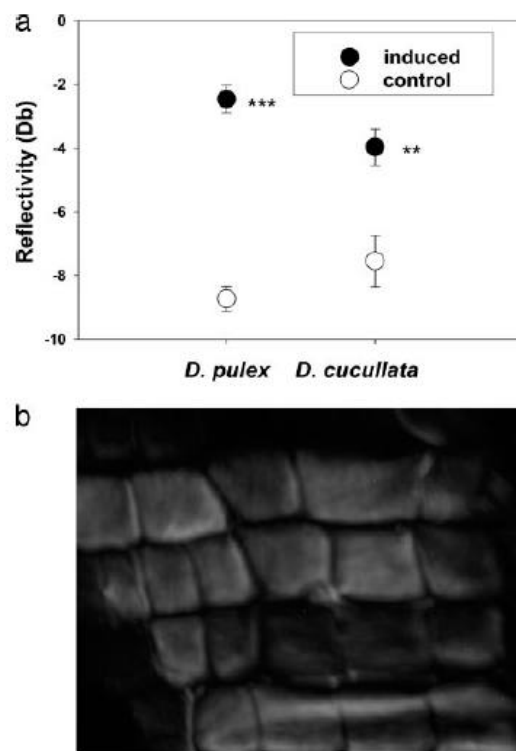 a
0
-2
-4
-6
-8
-10
Reflectivity (Db)
induced
control
***
**
D. pulex D. cucullata
b